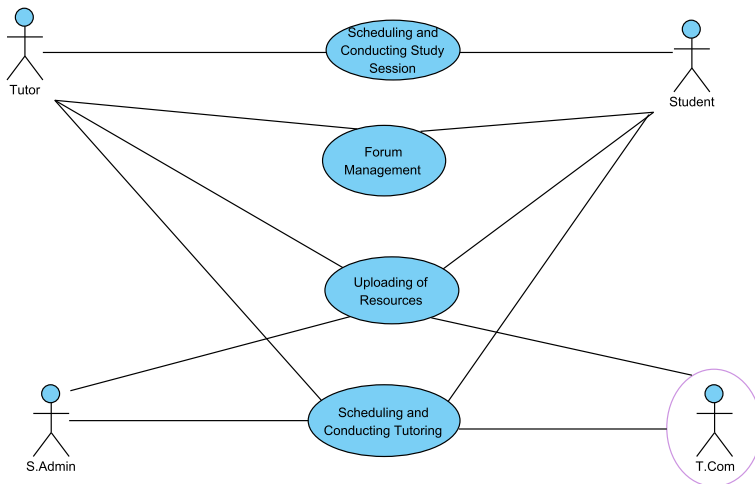 Scheduling and
Conducting Study
Session
Tutor
Student
Forum
Management
Uploading of
Resources
Scheduling and
Conducting Tutoring
S.Admin
T.Com